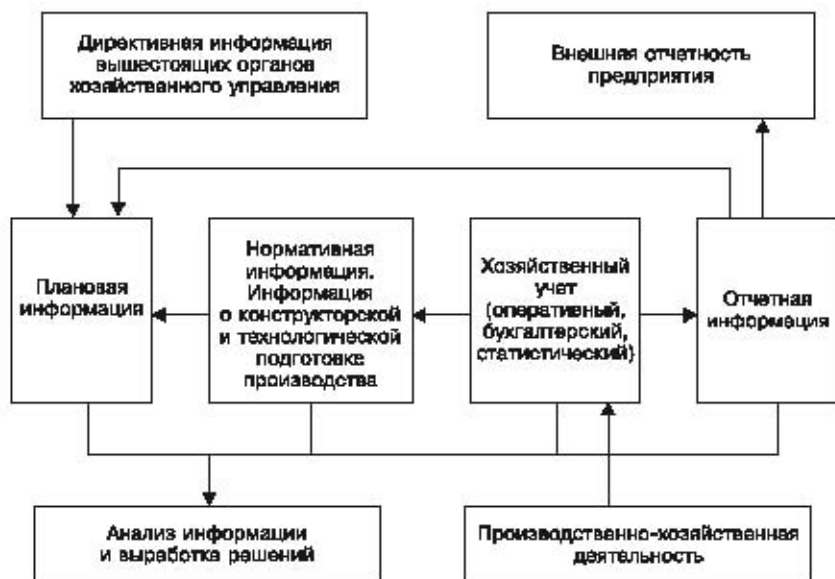 Директивная информация
вышестоящих органов
хозяйственного управления
Внешная отчетность
предприятия
Плановая
информация
Нормативная
информация.
Информация
о конструкторской
и технологической
подготовке
производства
Хозяйственный
учет
(оперативный,
бухгалтерский,
статистический)
Отчетная
информация
Анализ информации
и выработка решений
Производственно-хозяйственная
деятельность